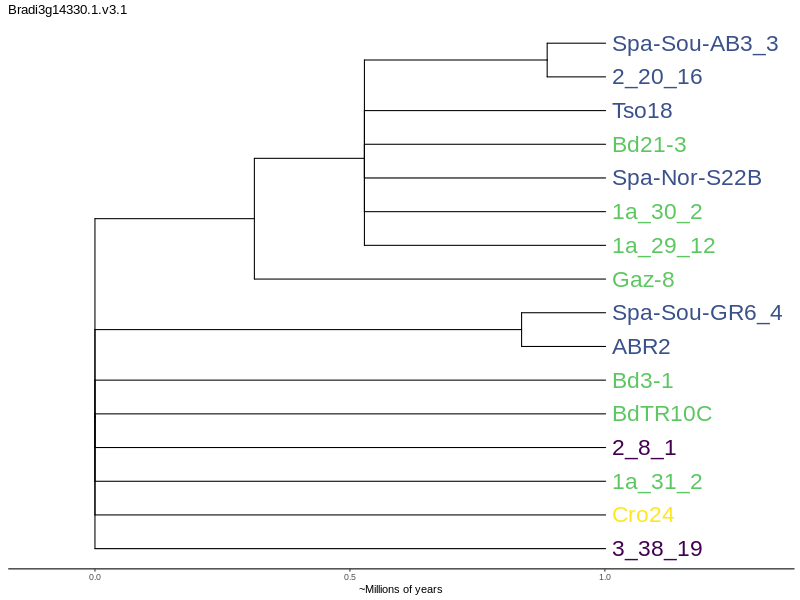 Bradi3g14330.1.v3.1
Spa-Sou-AB3_3
2_20_16
Tso18
Bd21-3
Spa-Nor-S22B
1a_30_2
1a_29_12
Gaz-8
Spa-Sou-GR6_4
ABR2
Bd3-1
BdTR10C
2_8_1
1a_31_2
Cro24
3_38_19
0.0 0.5 1.0
~Millions of years